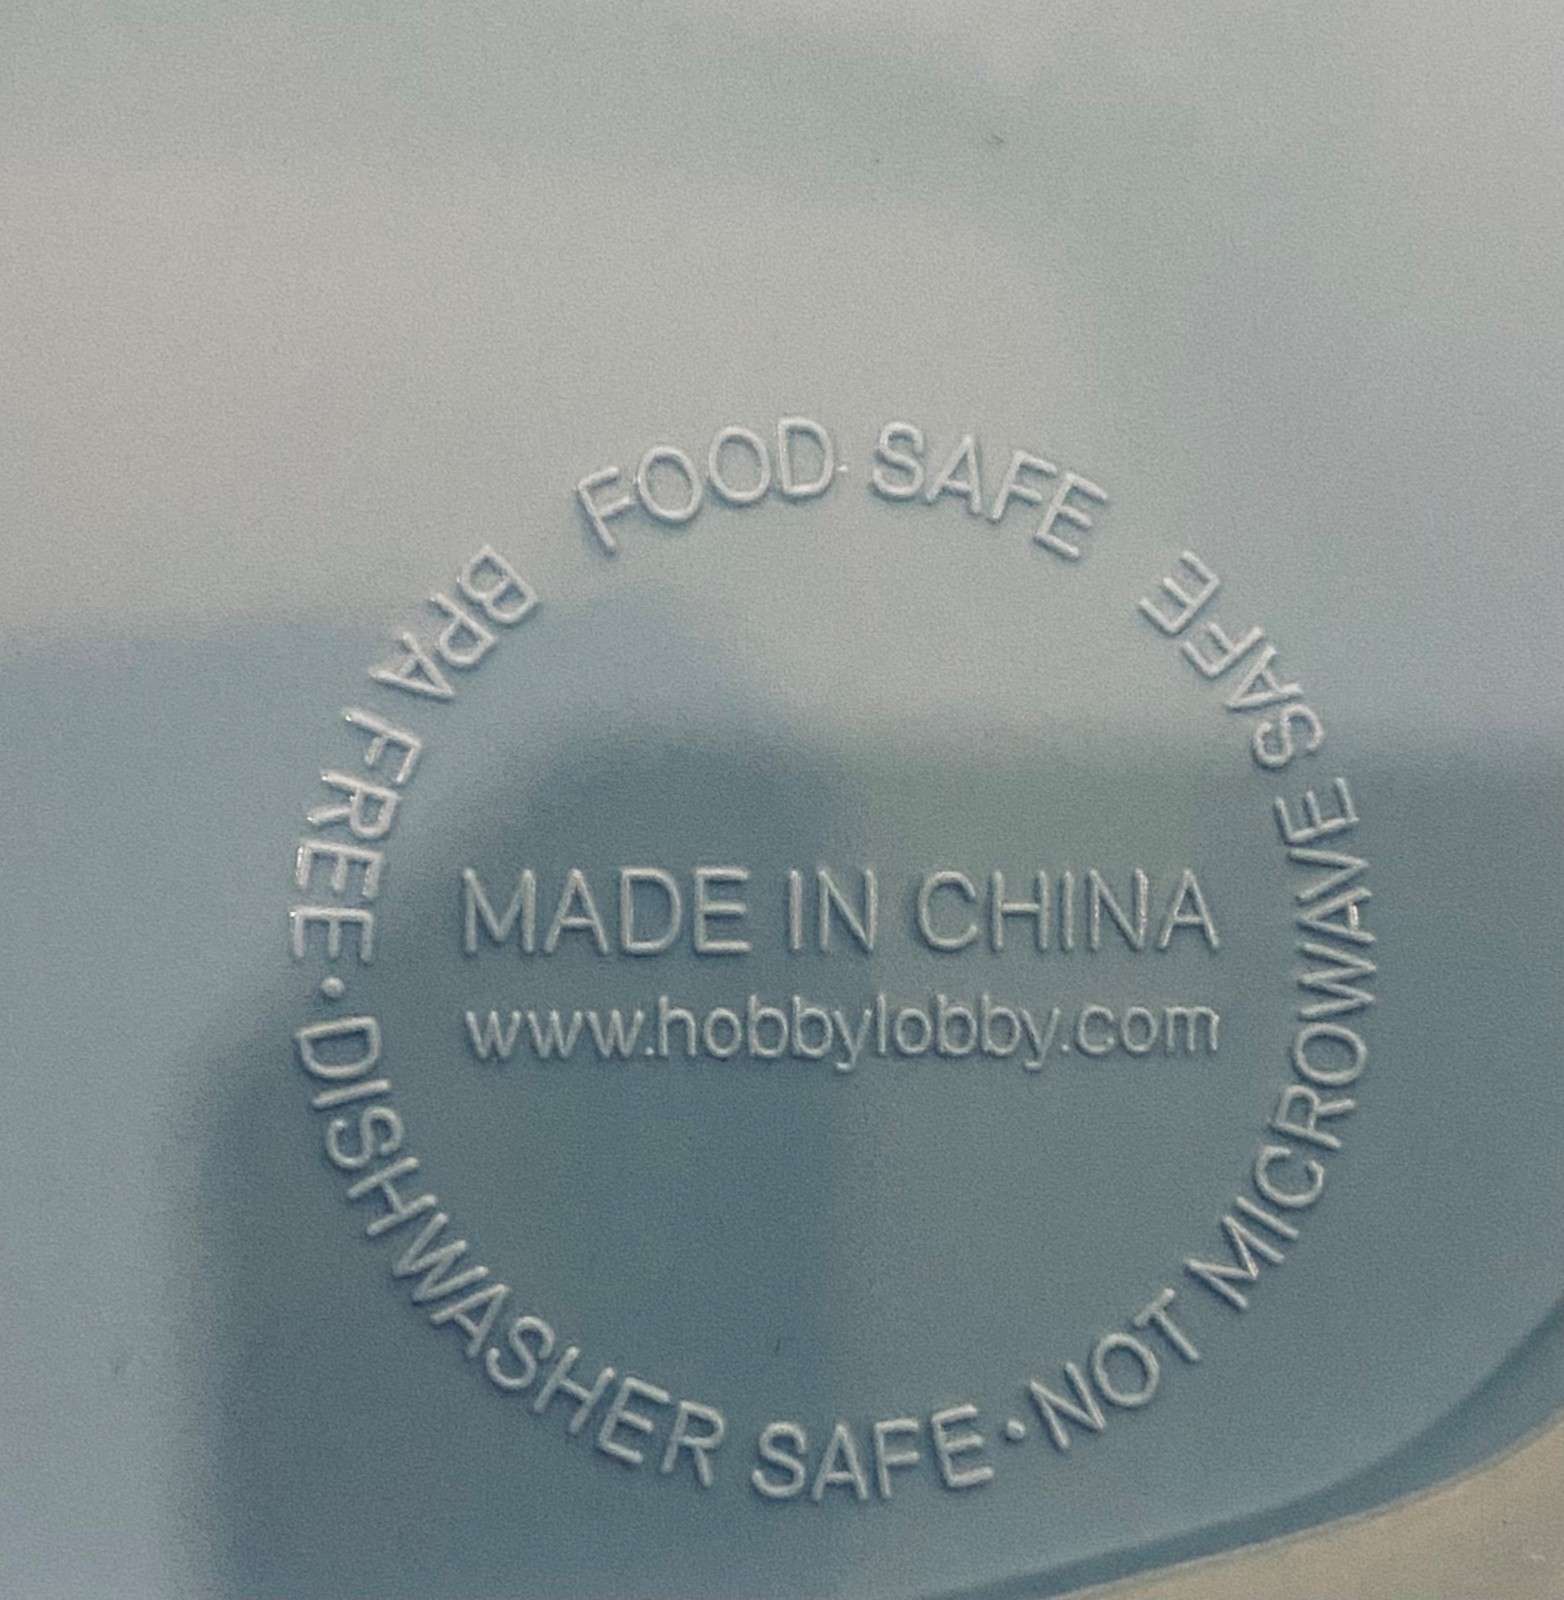 FOOD SAFE
BPA FREE · DISHWASHER SAFE · NOT MICROWAVE SAFE
MADE IN CHINA
www.hobbylobby.com